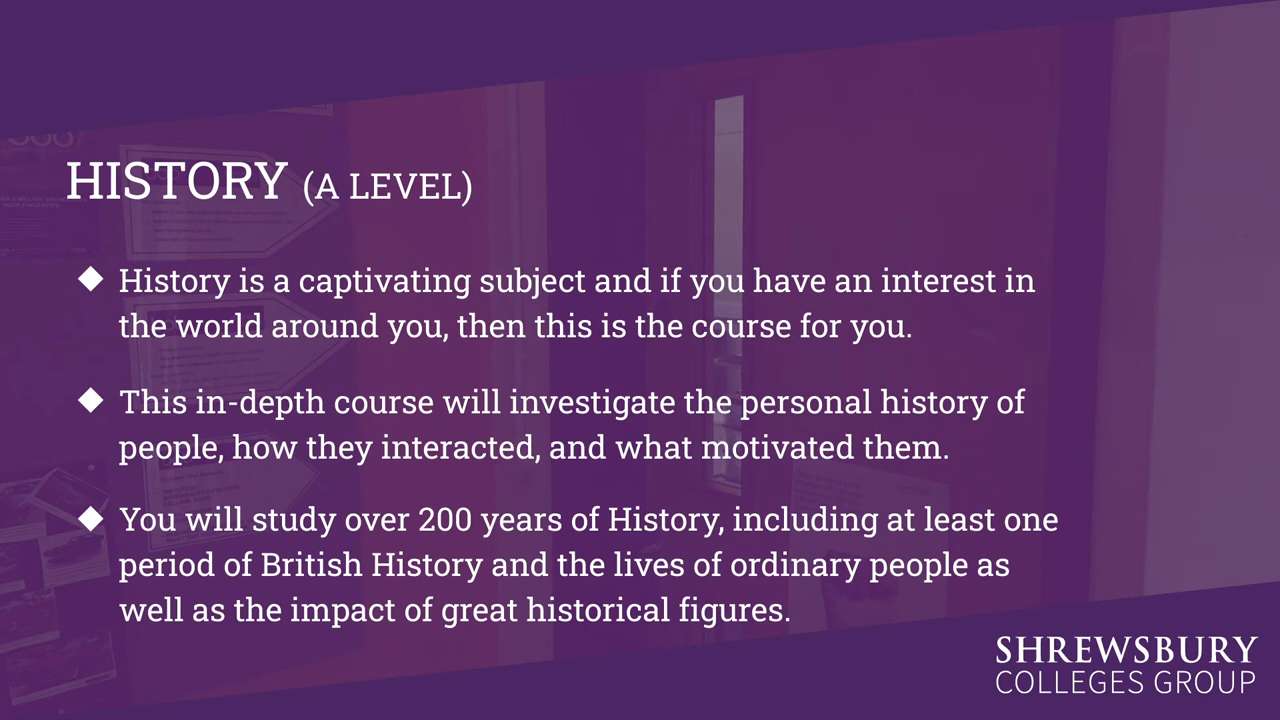 HISTORY (A LEVEL)
History is a captivating subject and if you have an interest in
the world around you, then this is the course for you.
This in-depth course will investigate the personal history of
people, how they interacted, and what motivated them.
You will study over 200 years of History, including at least one
period of British History and the lives of ordinary people as
well as the impact of great historical figures.
SHREWSBURY
COLLEGES GROUP